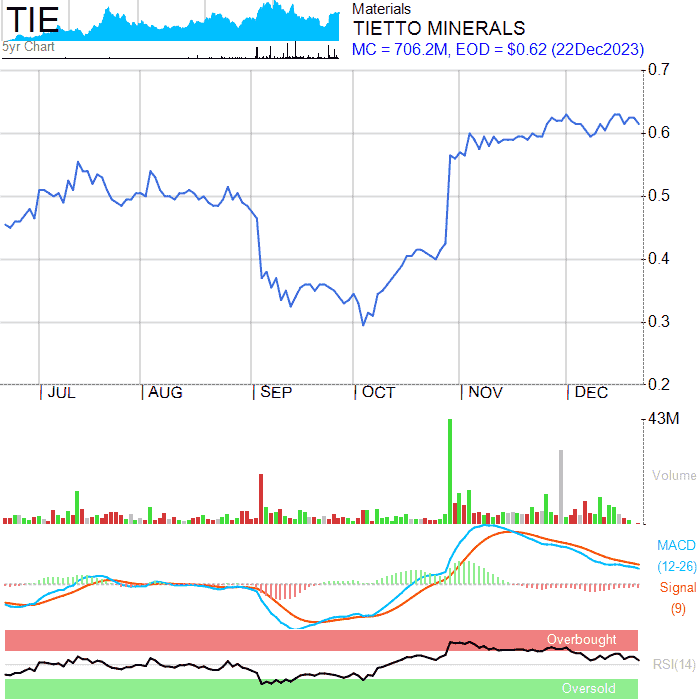 TIE
5yr Chart
Materials
TIETTO MINERALS
MC = 706.2M, EOD = $0.62 (22Dec2023)
0.7
0.6
0.5
0.4
0.3
0.2
JUL AUG SEP OCT NOV DEC
43M
Volume
MACD
(12-26)
Signal
(9)
Overbought
RSI(14)
Oversold